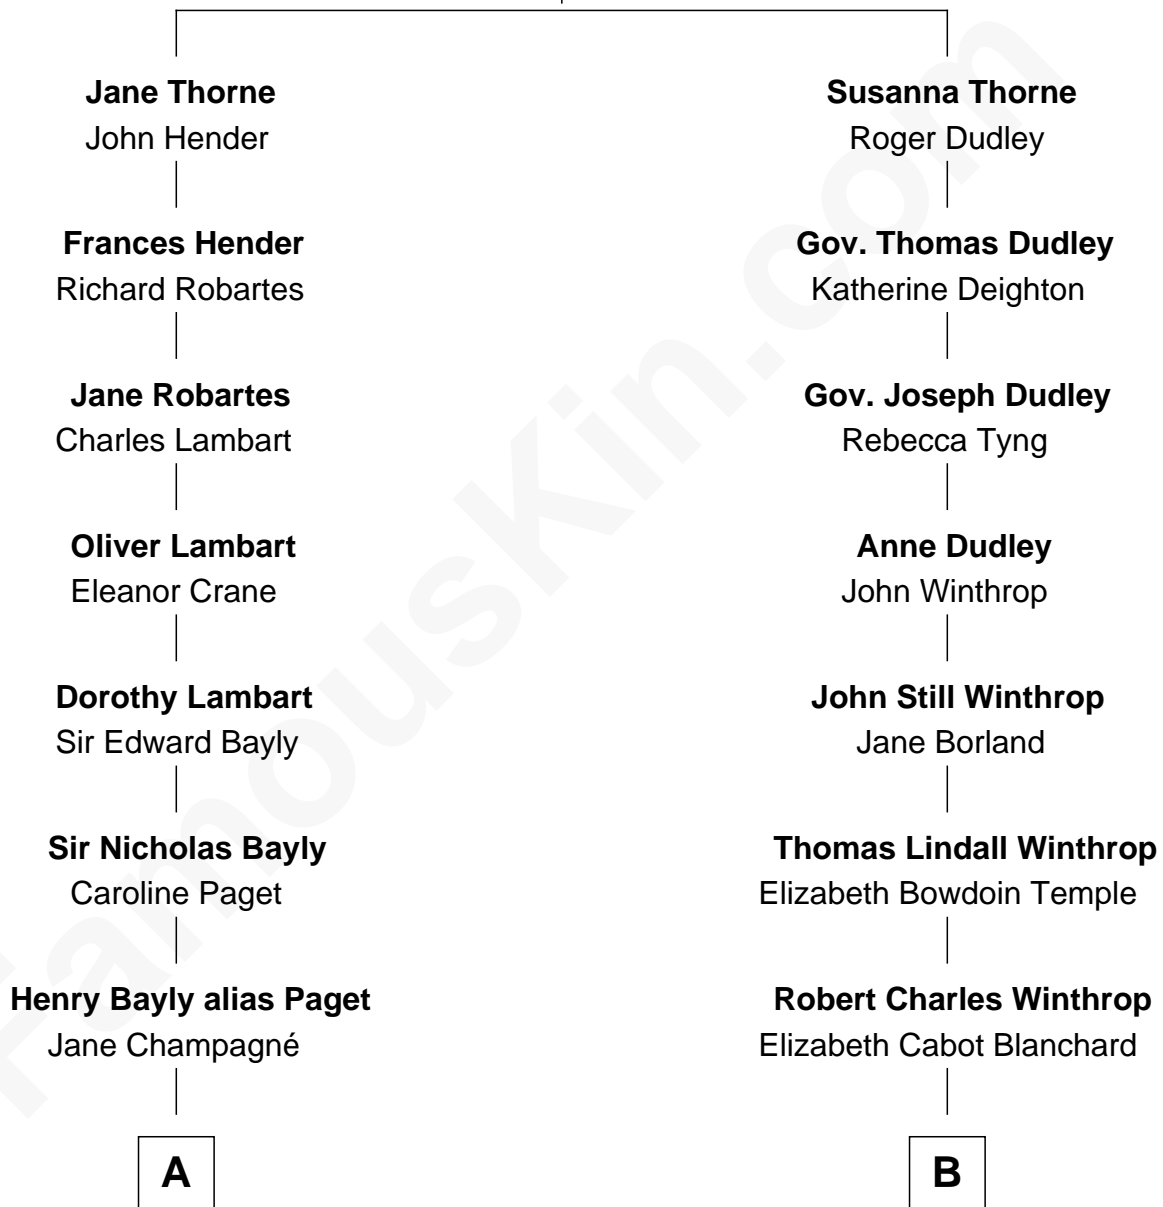 Jane Thorne
John Hender
Susanna Thorne
Roger Dudley
Frances Hender
Richard Robartes
Gov. Thomas Dudley
Katherine Deighton
Jane Robartes
Charles Lambart
Gov. Joseph Dudley
Rebecca Tyng
Oliver Lambart
Eleanor Crane
Anne Dudley
John Winthrop
Dorothy Lambart
Sir Edward Bayly
John Still Winthrop
Jane Borland
Sir Nicholas Bayly
Caroline Paget
Thomas Lindall Winthrop
Elizabeth Bowdoin Temple
Henry Bayly alias Paget
Jane Champagné
Robert Charles Winthrop
Elizabeth Cabot Blanchard
A
B
FamousKin.com